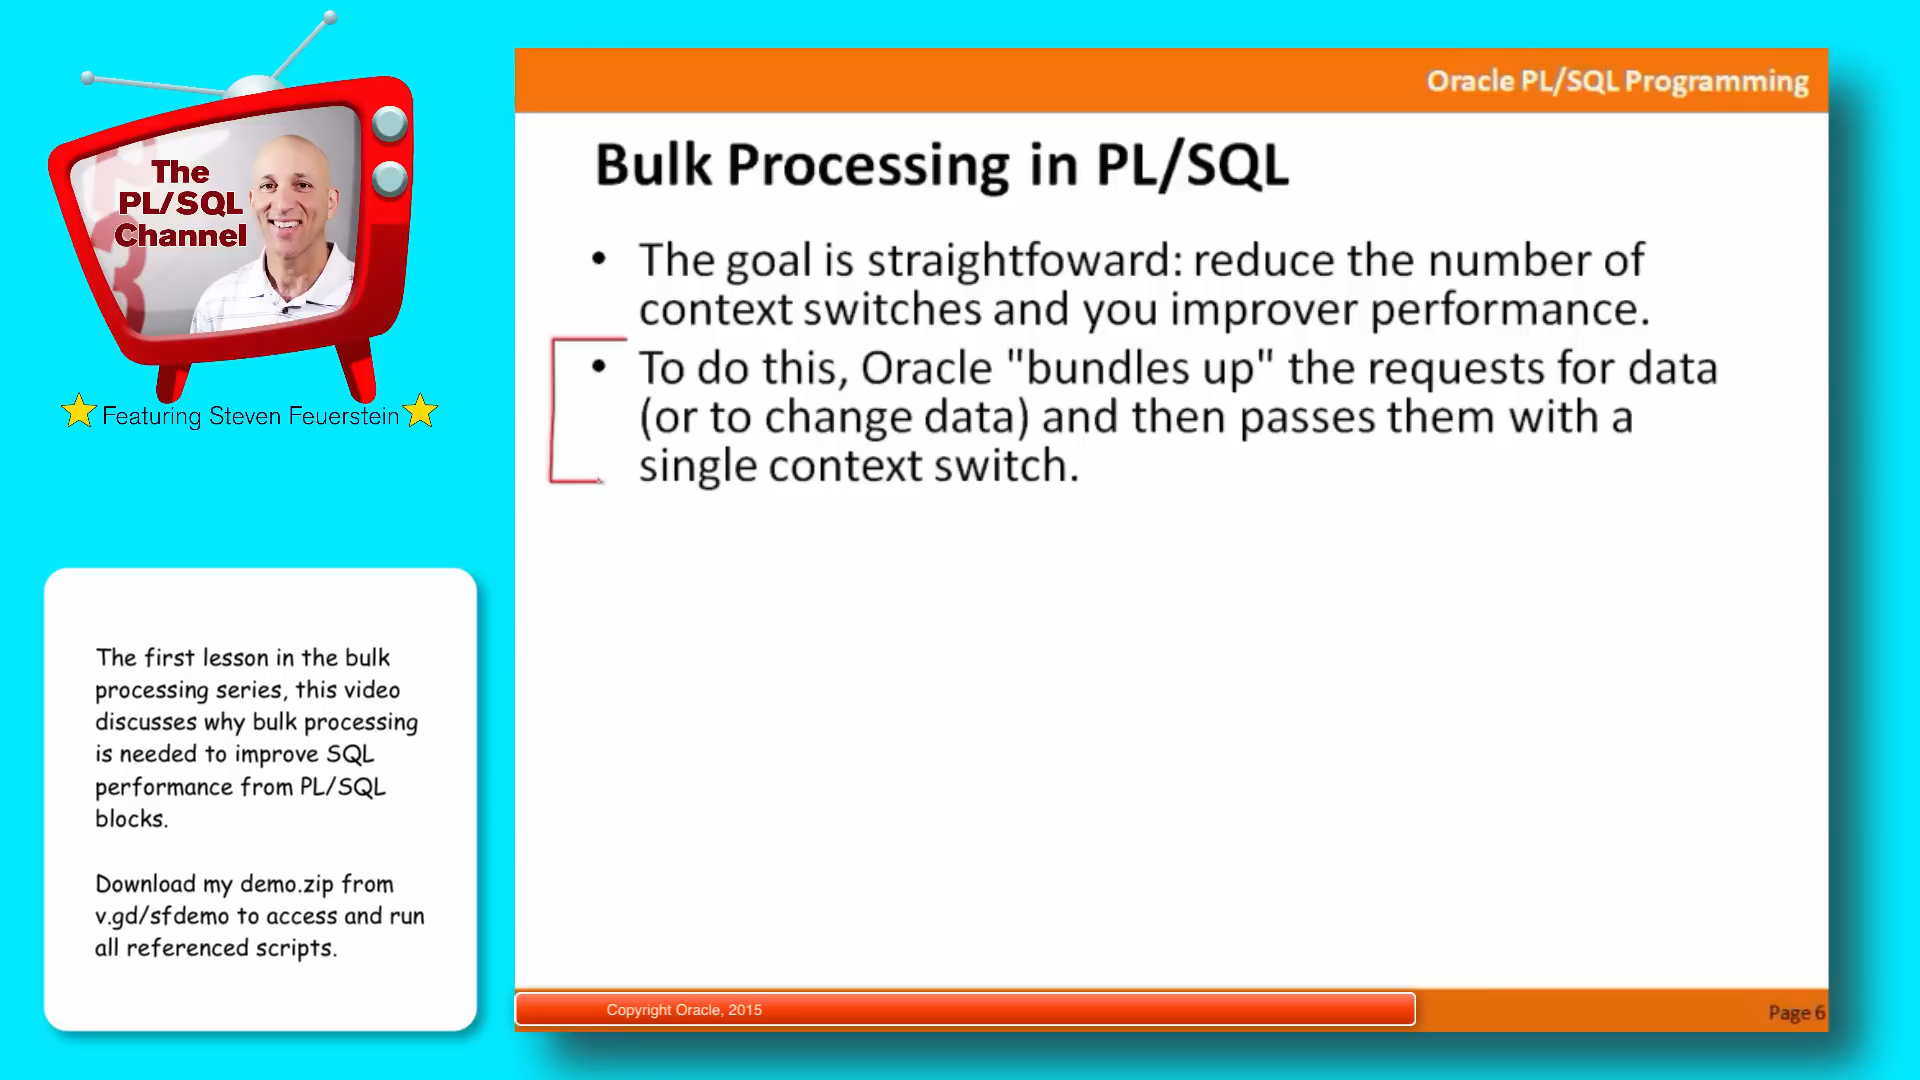 The
PL/SQL
Channel
Featuring Steven Feuerstein
The first lesson in the bulk
processing series, this video
discusses why bulk processing
is needed to improve SQL
performance from PL/SQL
blocks.
Download my demo.zip from
v.gd/sfdemo to access and run
all referenced scripts.
Oracle PL/SQL Programming
Bulk Processing in PL/SQL
• The goal is straightfoward: reduce the number of
context switches and you improver performance.
• To do this, Oracle "bundles up" the requests for data
(or to change data) and then passes them with a
single context switch.
Copyright Oracle, 2015
Page 6